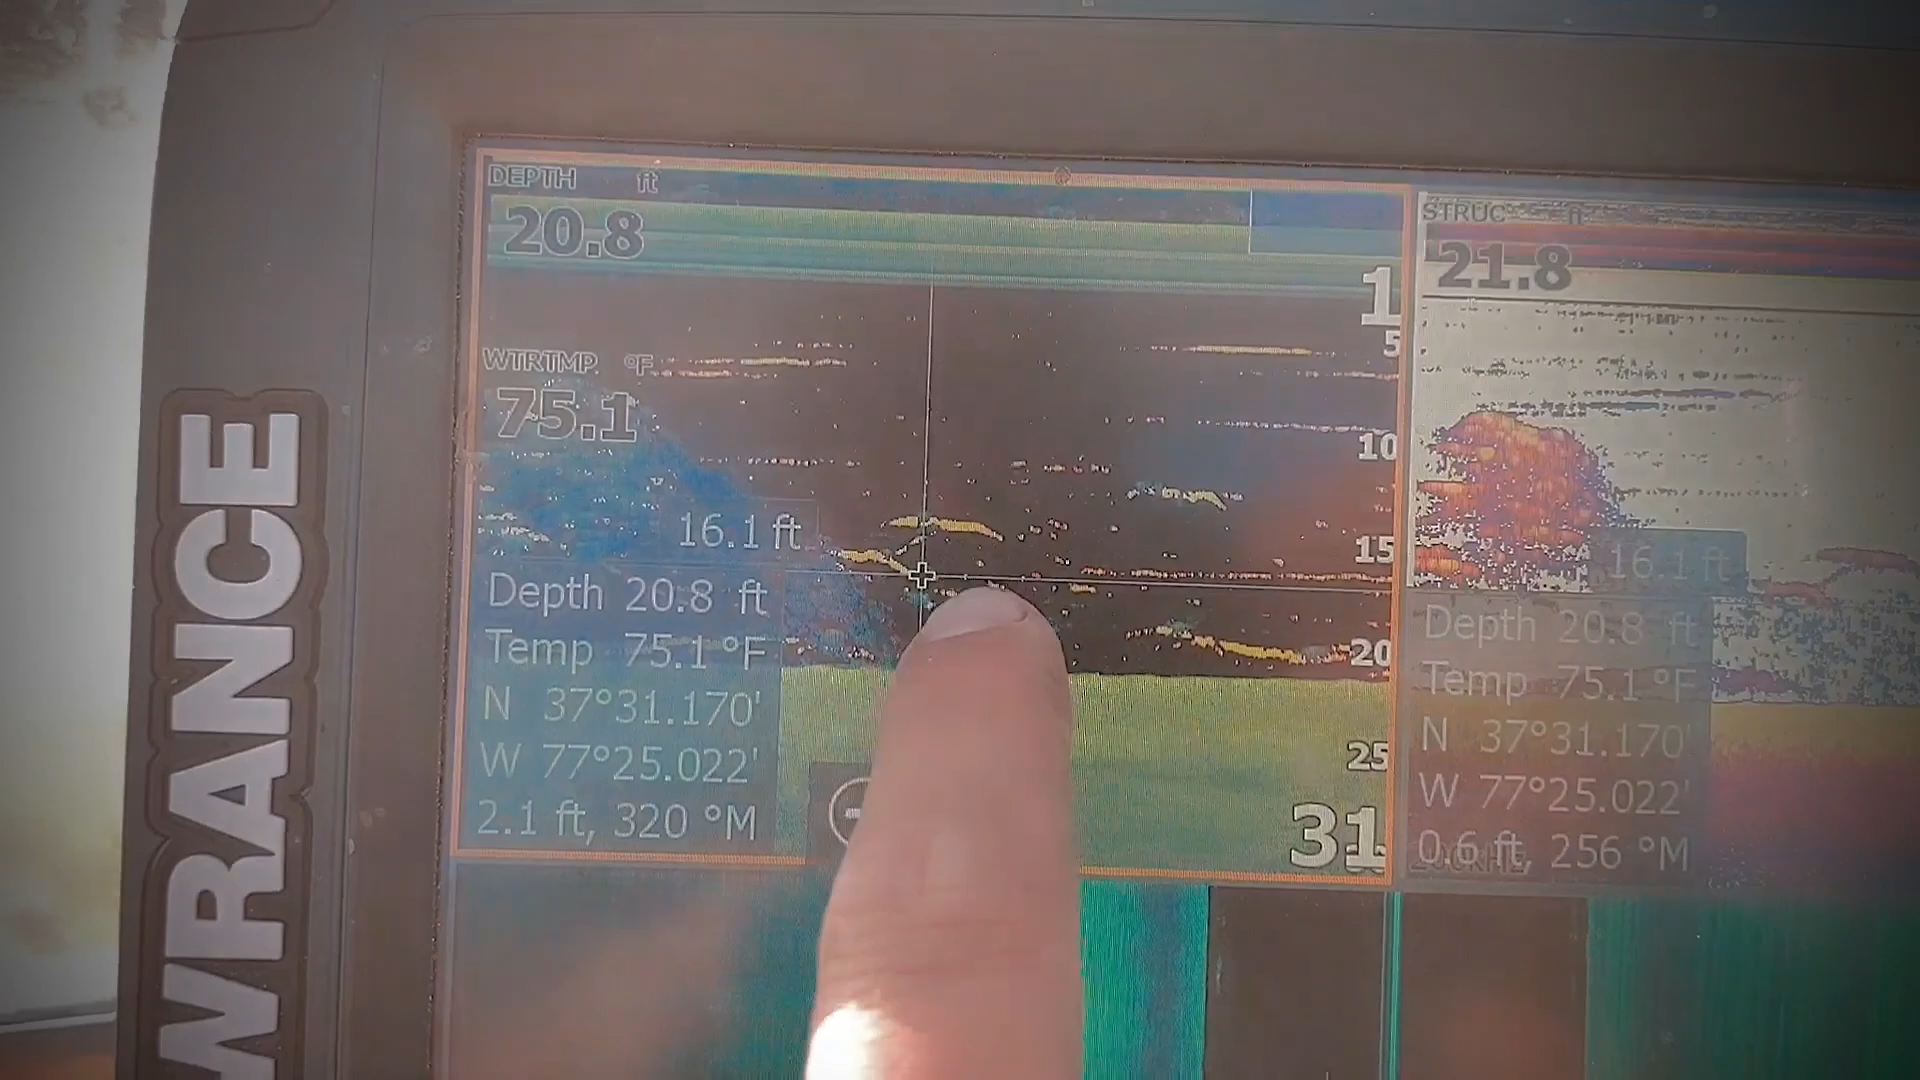 WRANCE
DEPTH ft
20.8
WTRTMP °F
75.1
16.1 ft
Depth 20.8 ft
Temp 75.1 °F
N 37°31.170'
W 77°25.022'
2.1 ft, 320 °M
1
5
10
15
20
25
31
STRUC ft
21.8
16.1 ft
Depth 20.8 ft
Temp 75.1 °F
N 37°31.170'
W 77°25.022'
0.6 ft, 256 °M
200kHz